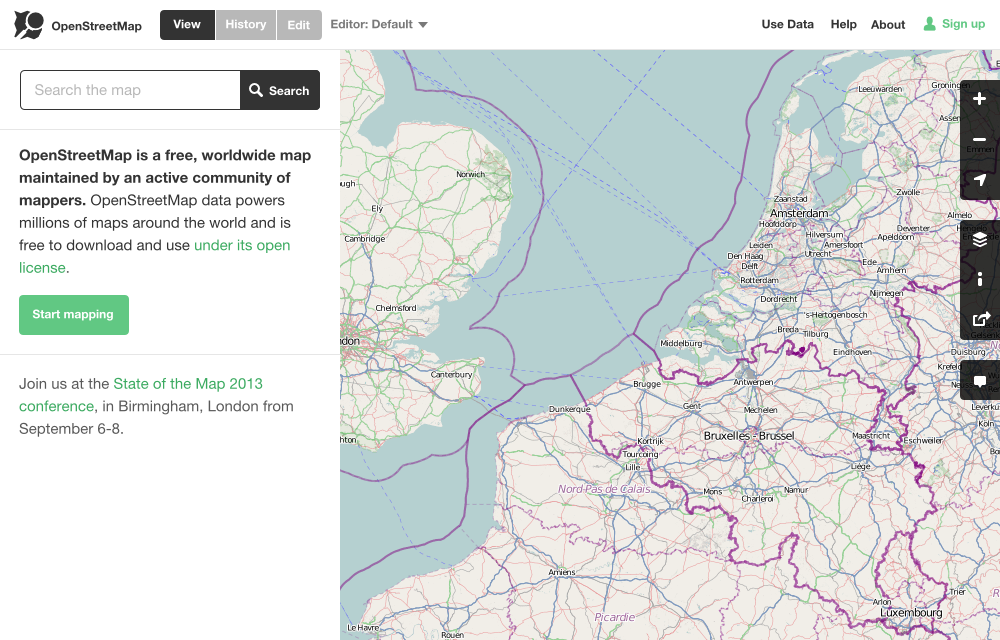 OpenStreetMap
View
History
Edit
Editor: Default
Use Data
Help
About
Sign up
Search the map
Search
OpenStreetMap is a free, worldwide map
maintained by an active community of
mappers. OpenStreetMap data powers
millions of maps around the world and is
free to download and use under its open
license.
Start mapping
Join us at the State of the Map 2013
conference, in Birmingham, London from
September 6-8.
Leeuwarden
Groning
Assen
Emmen
Norwich
ough
Ely
Zwolle
Zaanstad
Amsterdam
Hoofddorp
Almelo
Deventer
Hengelo
Cambridge
Hilversum
Apeldoorn
Leiden
Amersfoort
Den Haag
Utrecht
Delft
Ede
Arnhem
Rotterdam
Nijmegen
Dordrecht
Chelmsford
's-Hertogenbosch
Breda
Tilburg
ndon
Middelburg
Eindhoven
Duisburg
Krefel
Canterbury
Brugge
Antwerpen
Dunkerque
Gent
Mechelen
Leverku
Köln
hton
Kortrijk
Bruxelles - Brussel
Maastricht
Eschweiler
Tourcoing
Lille
Liège
Nord-Pas de Calais
Mons
Namur
Charleroi
Amiens
Trier
Arlon
Luxembourg
Picardie
Le Havre
Rouen